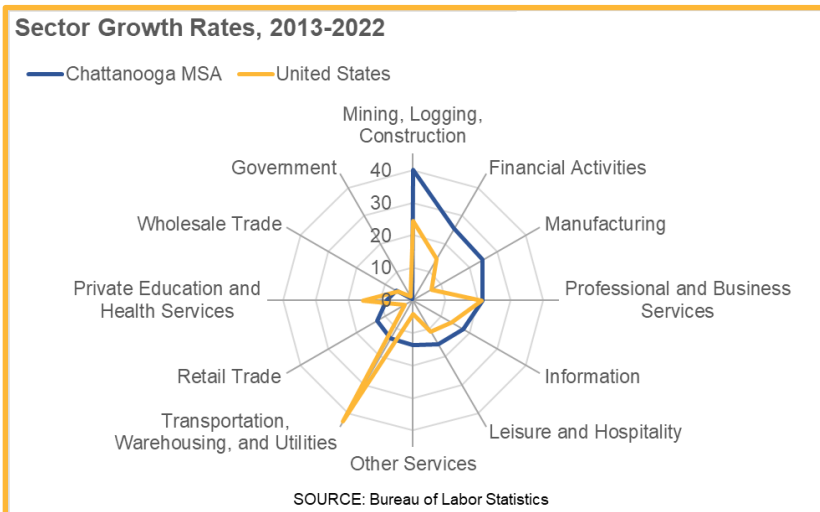 Sector Growth Rates, 2013-2022
Chattanooga MSA
United States
Mining, Logging,
Construction
Government
Financial Activities
40
30
20
10
0
Wholesale Trade
Manufacturing
Private Education and
Health Services
Professional and Business
Services
Retail Trade
Information
Transportation,
Warehousing, and Utilities
Leisure and Hospitality
Other Services
SOURCE: Bureau of Labor Statistics